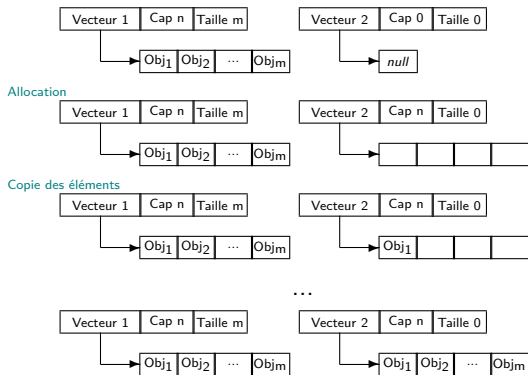 Vecteur 1 Cap n Taille m Vecteur 2 Cap 0 Taille 0
Obj1 Obj2 ... Objm null
Allocation
Vecteur 1 Cap n Taille m Vecteur 2 Cap n Taille 0
Obj1 Obj2 ... Objm
Copie des éléments
Vecteur 1 Cap n Taille m Vecteur 2 Cap n Taille 0
Obj1 Obj2 ... Objm Obj1
...
Vecteur 1 Cap n Taille m Vecteur 2 Cap n Taille 0
Obj1 Obj2 ... Objm Obj1 Obj2 ... Objm